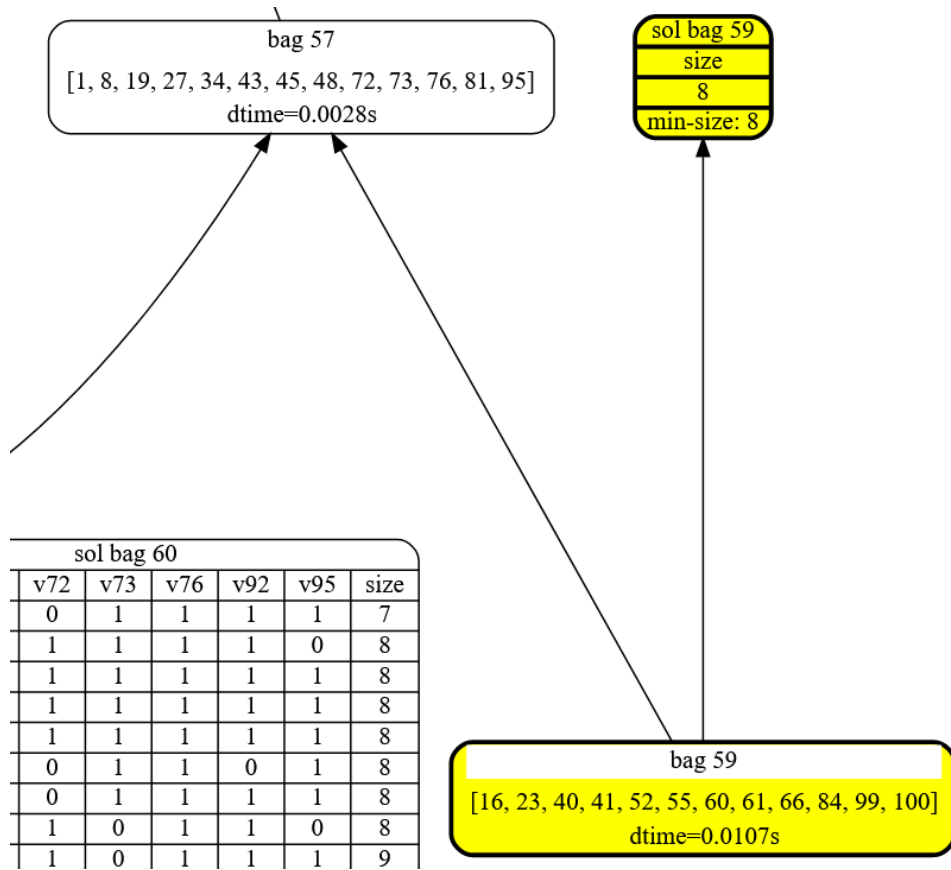 bag 57
[1, 8, 19, 27, 34, 43, 45, 48, 72, 73, 76, 81, 95]
dtime=0.0028s
sol bag 59
size
8
min-size: 8
sol bag 60
v72 v73 v76 v92 v95 size
0 1 1 1 1 7
1 1 1 1 0 8
1 1 1 1 1 8
1 1 1 1 1 8
1 1 1 1 1 8
0 1 1 0 1 8
0 1 1 1 1 8
1 0 1 1 0 8
1 0 1 1 1 9
bag 59
[16, 23, 40, 41, 52, 55, 60, 61, 66, 84, 99, 100]
dtime=0.0107s